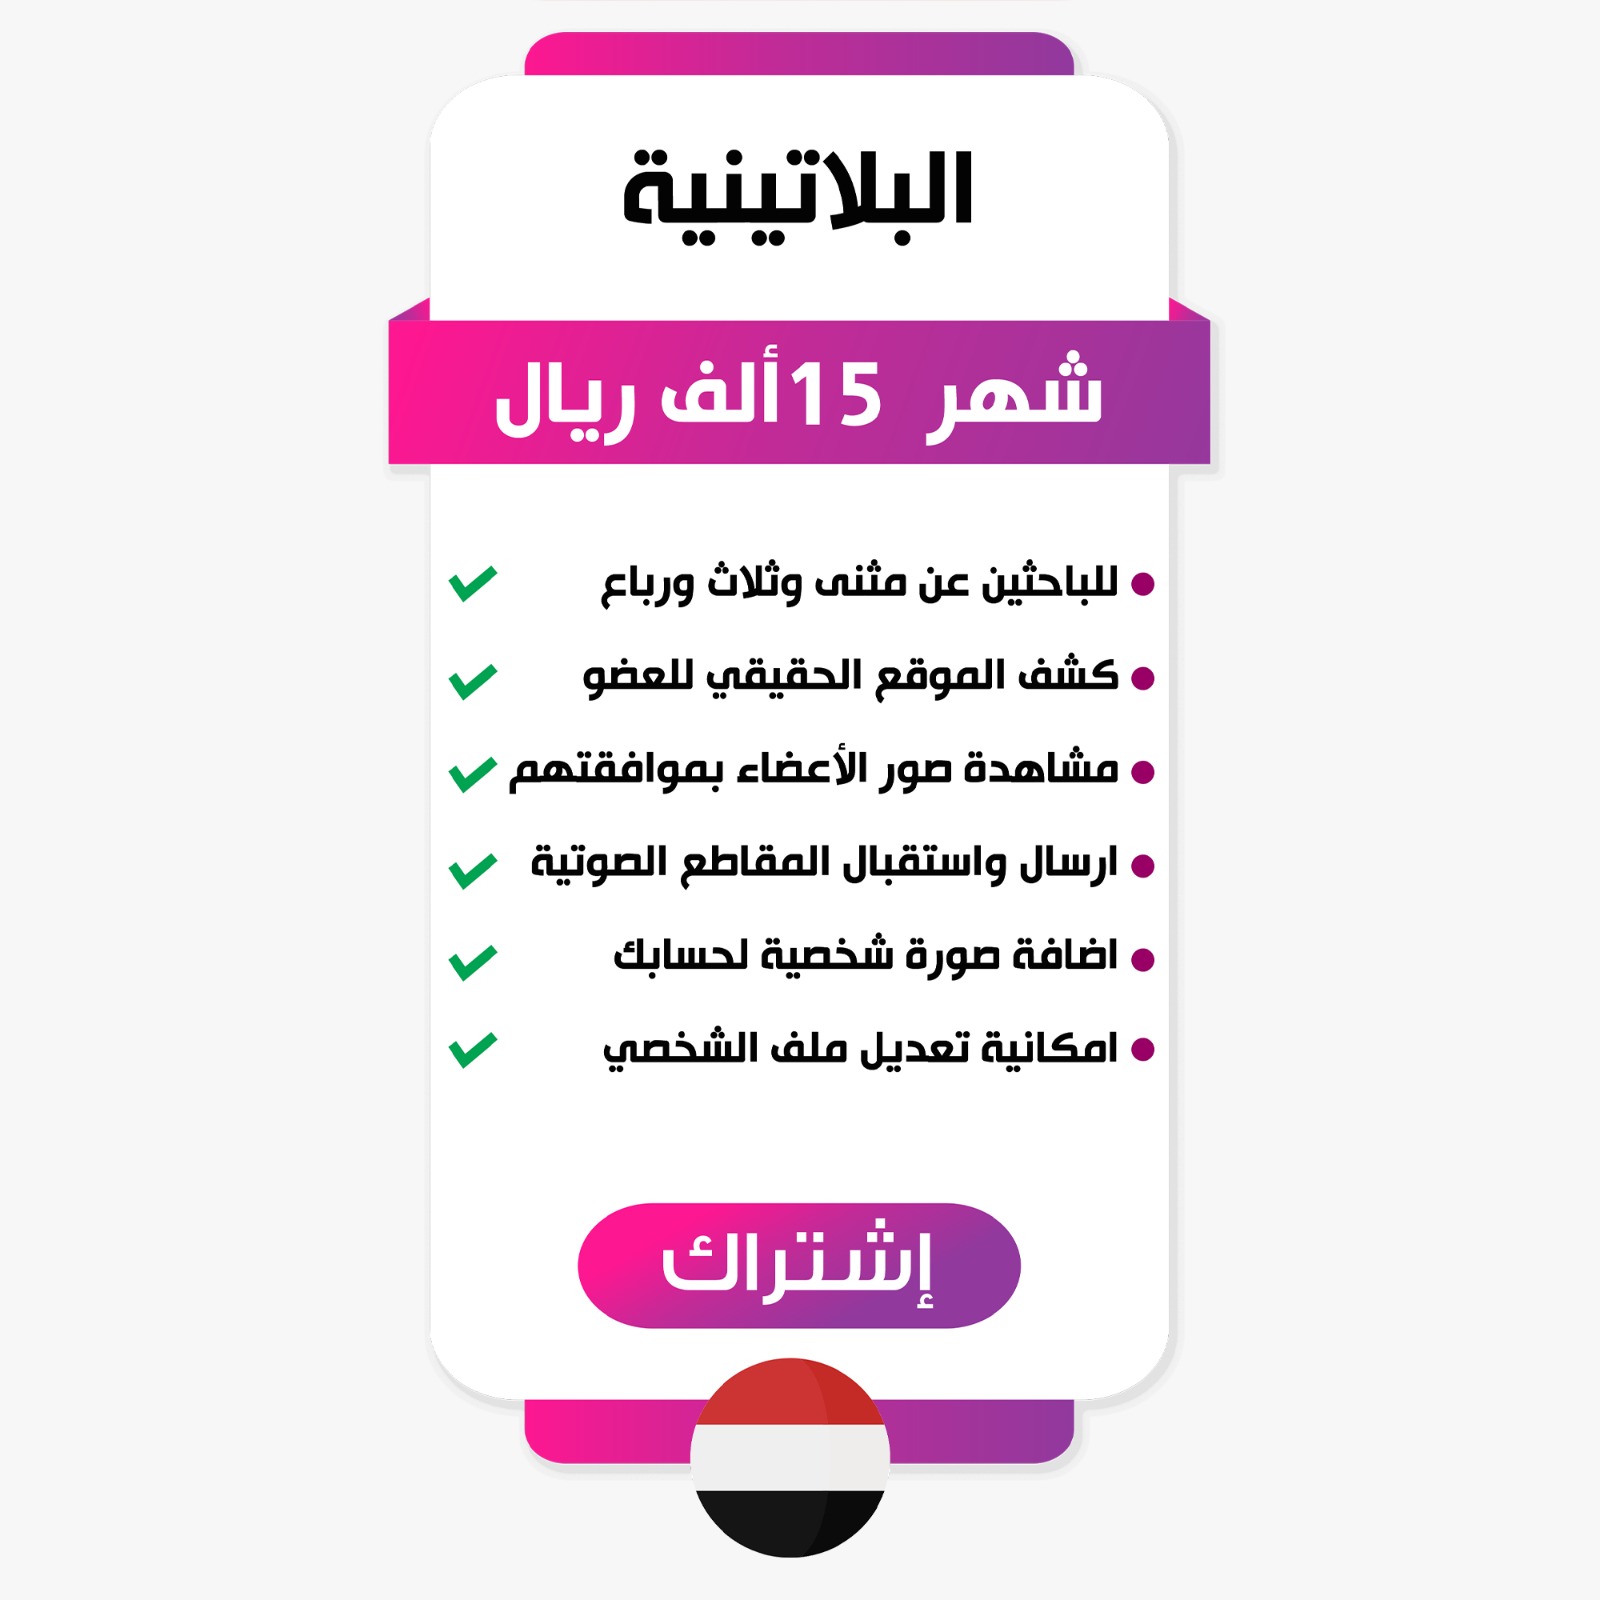 البلاتينية
شهر 15ألف ريال
للباحثين عن مثنى وثلاث ورباع
كشف الموقع الحقيقي للعضو
مشاهدة صور الأعضاء بموافقتهم
ارسال واستقبال المقاطع الصوتية
اضافة صورة شخصية لحسابك
امكانية تعديل ملف الشخصي
إشتراك